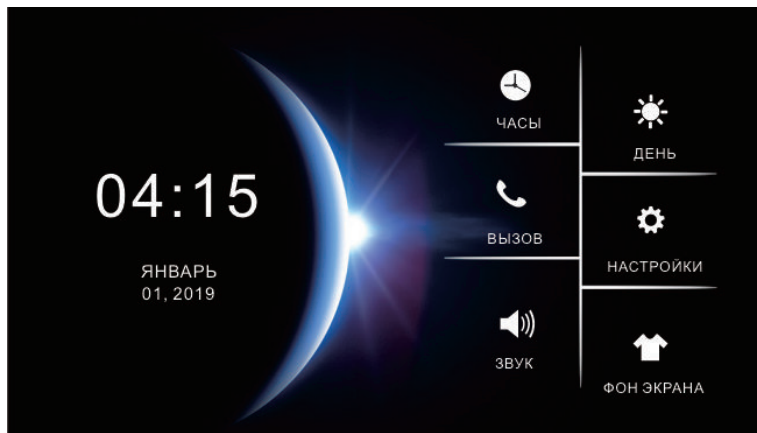 04:15
ЯНВАРЬ
01, 2019
ЧАСЫ
ВЫЗОВ
ЗВУК
ДЕНЬ
НАСТРОЙКИ
ФОН ЭКРАНА